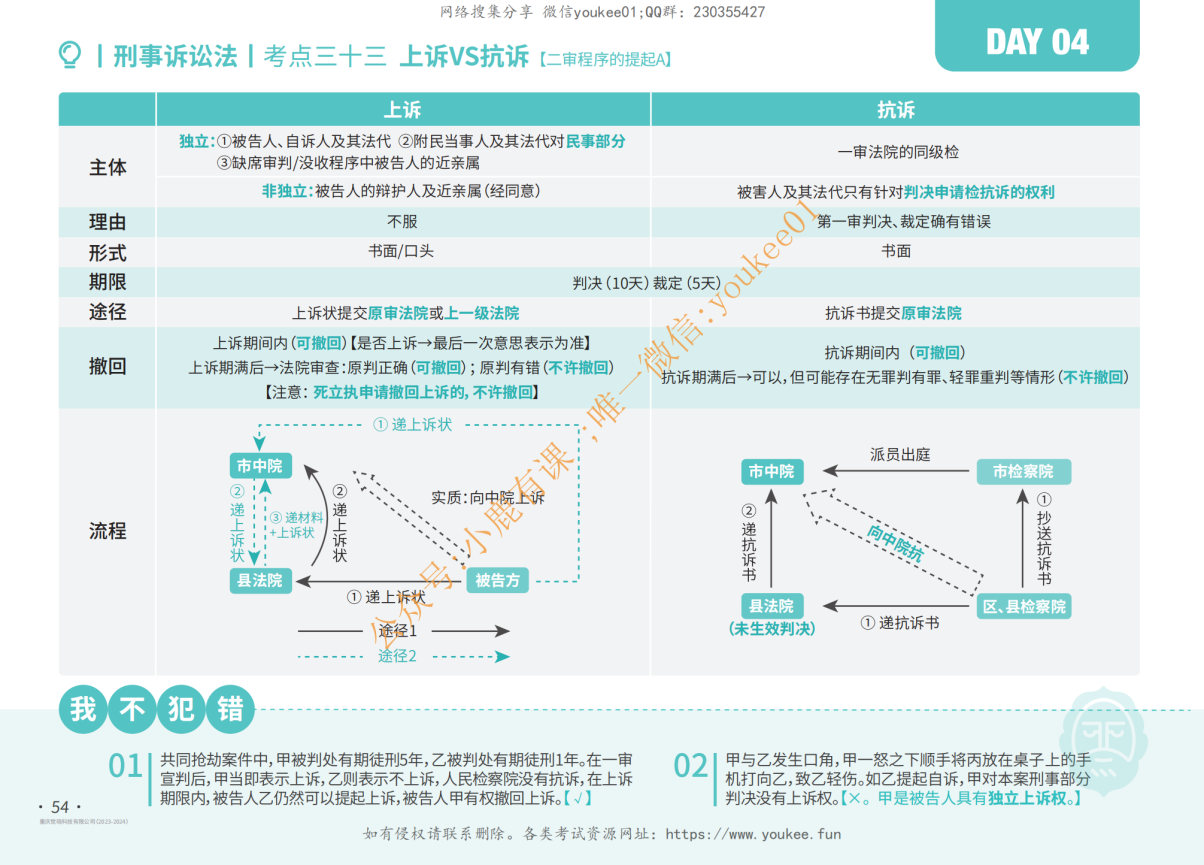 网络搜集分享 微信youkee01;QQ群：230355427
DAY 04
刑事诉讼法 | 考点三十三 上诉VS抗诉【二审程序的提起A】
上诉 抗诉
主体
独立：①被告人、自诉人及其法代 ②附民当事人及其法代对民事部分
③缺席审判/没收程序中被告人的近亲属
一审法院的同级检
非独立：被告人的辩护人及近亲属（经同意）
被害人及其法代只有针对判决申请检抗诉的权利
理由 不服 第一审判决、裁定确有错误
形式 书面/口头 书面
期限 判决（10天）裁定（5天）
途径 上诉状提交原审法院或上一级法院 抗诉书提交原审法院
撤回
上诉期间内（可撤回）【是否上诉→最后一次意思表示为准】
上诉期满后→法院审查：原判正确（可撤回）；原判有错（不许撤回）
【注意：死立执申请撤回上诉的，不许撤回】
抗诉期间内（可撤回）
抗诉期满后→可以，但可能存在无罪判有罪、轻罪重判等情形（不许撤回）
流程
① 递上诉状
市中院
② 递上诉状
③ 递材料
+上诉状
② 递上诉状
实质：向中院上诉
县法院
被告方
① 递上诉状
途径1
途径2
派员出庭
市中院
市检察院
② 递抗诉书
向中院抗
① 抄送抗诉书
县法院
（未生效判决）
区、县检察院
① 递抗诉书
公众号：小鹿有课；唯一微信：youkee01
我不犯错
01
共同抢劫案件中，甲被判处有期徒刑5年，乙被判处有期徒刑1年。在一审
宣判后，甲当即表示上诉，乙则表示不上诉，人民检察院没有抗诉，在上诉
期限内，被告人乙仍然可以提起上诉，被告人甲有权撤回上诉。【√】
02
甲与乙发生口角，甲一怒之下顺手将丙放在桌子上的手
机打向乙，致乙轻伤。如乙提起自诉，甲对本案刑事部分
判决没有上诉权。【×。甲是被告人具有独立上诉权。】
· 54 ·
如有侵权请联系删除。各类考试资源网址：https://www.youkee.fun